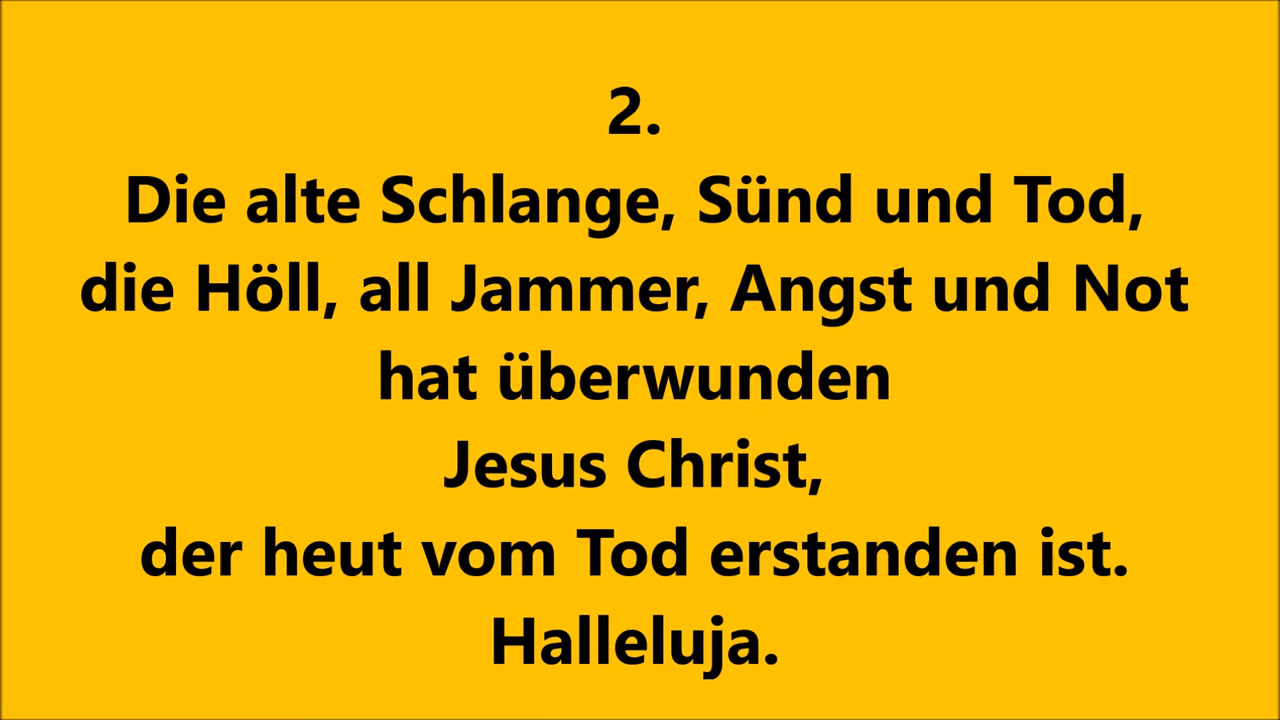 2.
Die alte Schlange, Sünd und Tod,
die Höll, all Jammer, Angst und Not
hat überwunden
Jesus Christ,
der heut vom Tod erstanden ist.
Halleluja.